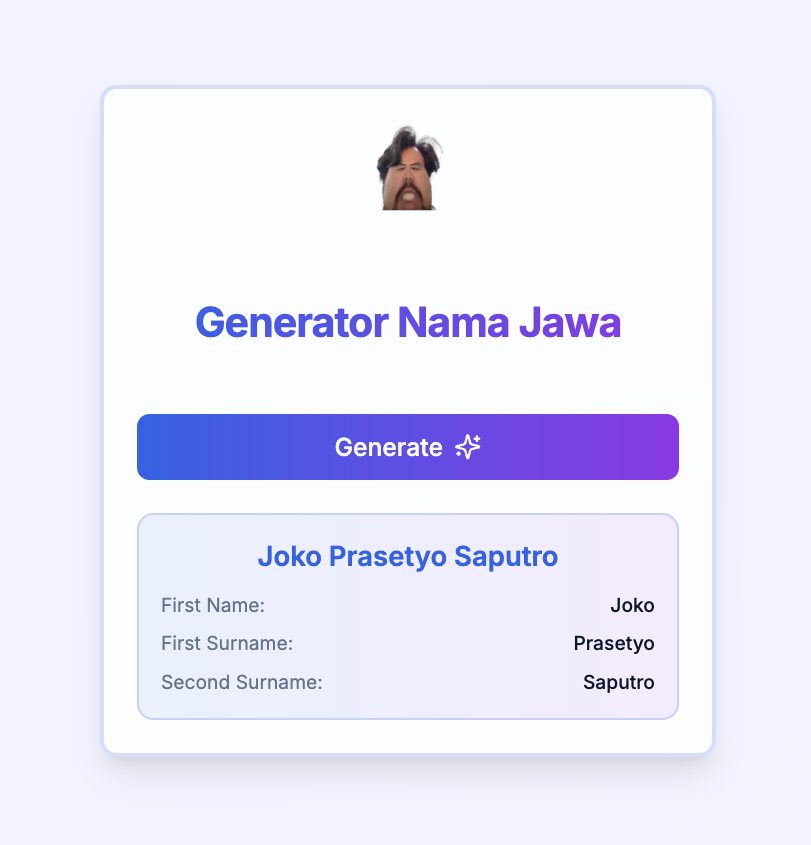 Generator Nama Jawa
Generate
Joko Prasetyo Saputro
First Name: Joko
First Surname: Prasetyo
Second Surname: Saputro